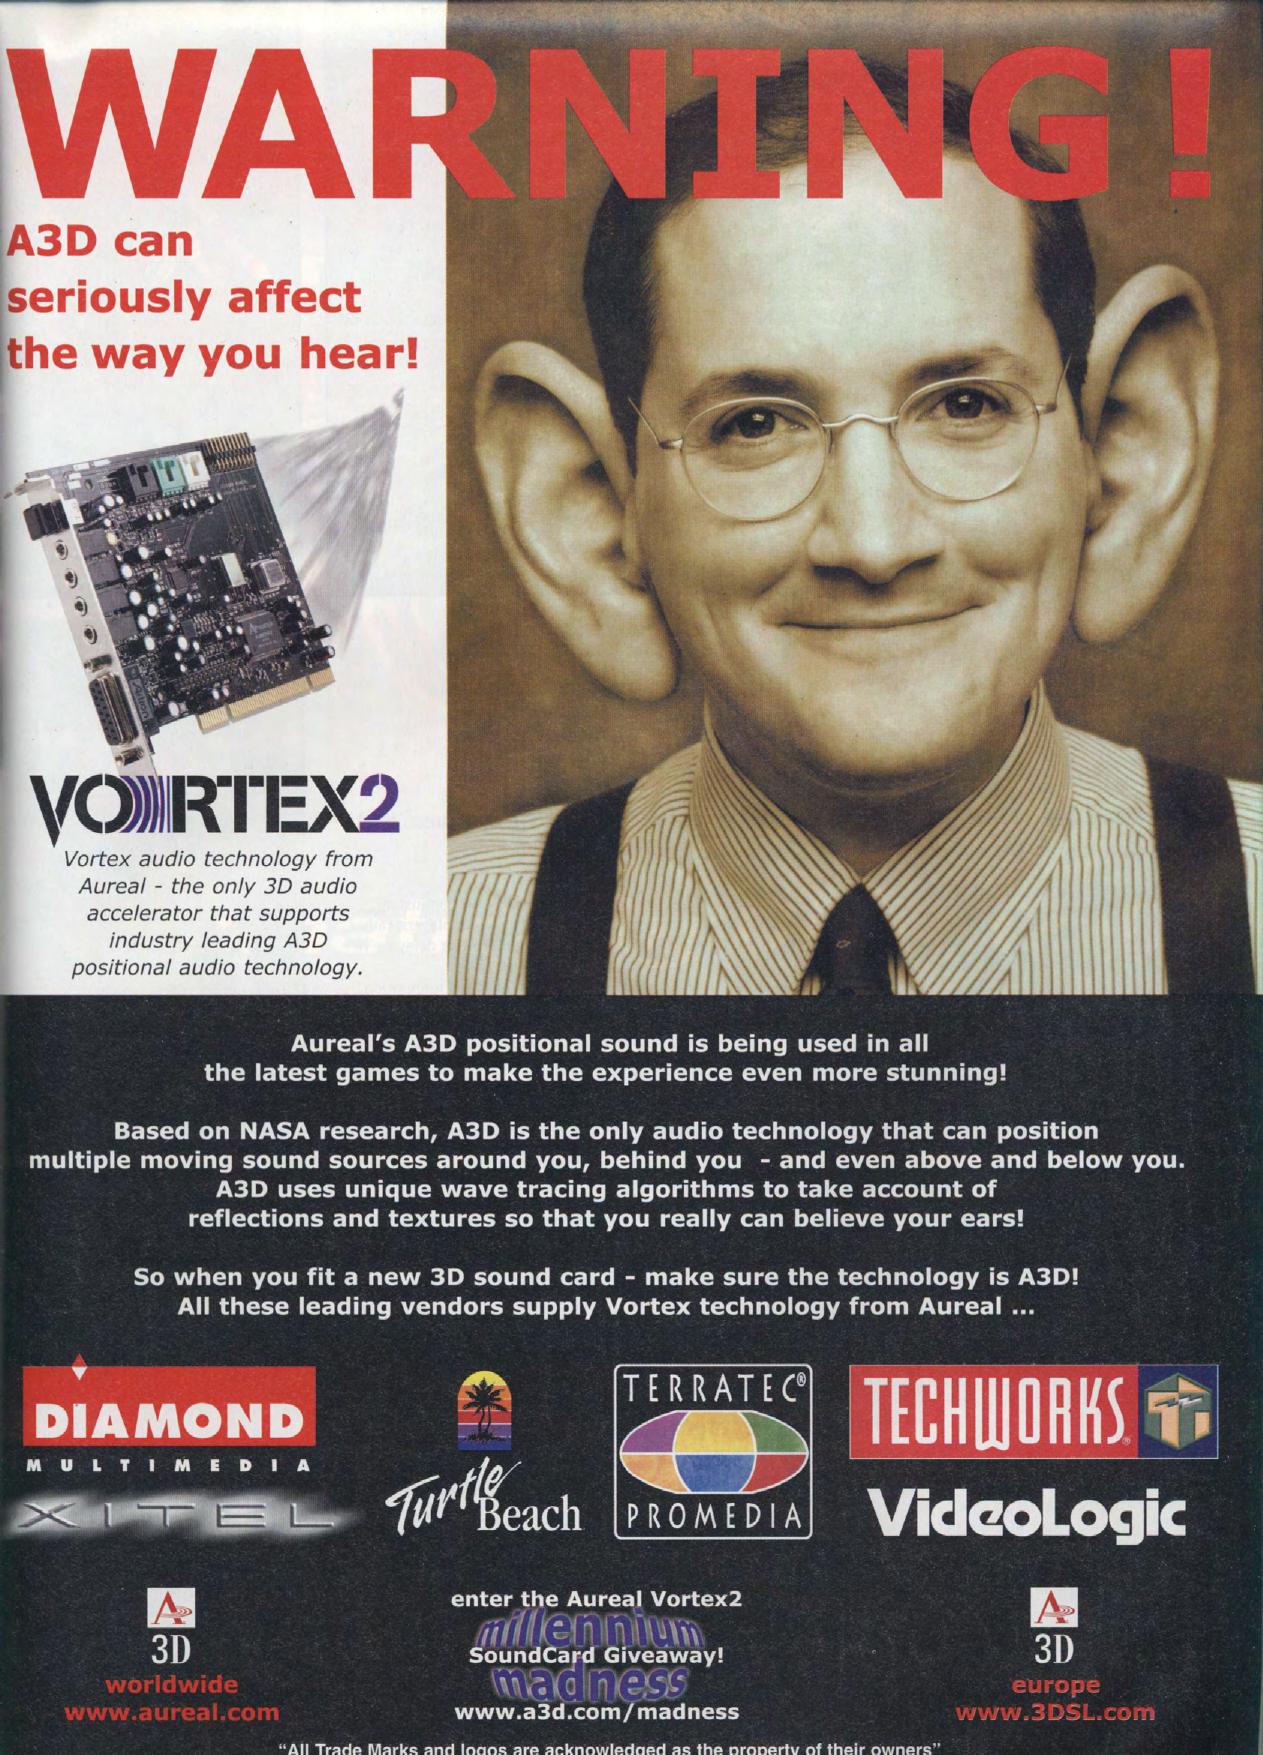 WARNING!
A3D can
seriously affect
the way you hear!
VORTEX2
Vortex audio technology from
Aureal - the only 3D audio
accelerator that supports
industry leading A3D
positional audio technology.
Aureal's A3D positional sound is being used in all
the latest games to make the experience even more stunning!
Based on NASA research, A3D is the only audio technology that can position
multiple moving sound sources around you, behind you - and even above and below you.
A3D uses unique wave tracing algorithms to take account of
reflections and textures so that you really can believe your ears!
So when you fit a new 3D sound card - make sure the technology is A3D!
All these leading vendors supply Vortex technology from Aureal ...
DIAMOND
MULTIMEDIA
XITEL
Turtle
Beach
TERRATEC®
PROMEDIA
TECHWORKS®
VideoLogic
A
3D
worldwide
www.aureal.com
enter the Aureal Vortex2
millennium
SoundCard Giveaway!
madness
www.a3d.com/madness
A
3D
europe
www.3DSL.com
"All Trade Marks and logos are acknowledged as the property of their owners"